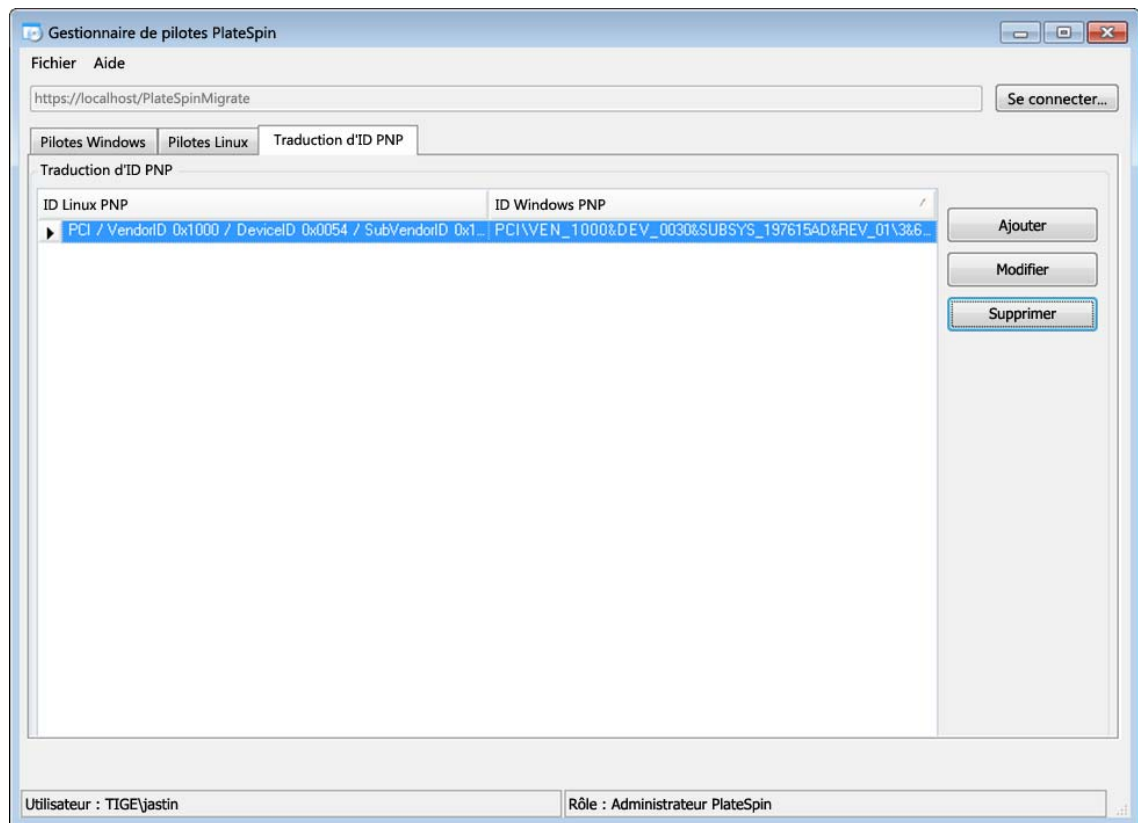 Gestionnaire de pilotes PlateSpin
Fichier Aide
https://localhost/PlateSpinMigrate
Se connecter...
Pilotes Windows Pilotes Linux Traduction d'ID PNP
Traduction d'ID PNP
ID Linux PNP ID Windows PNP
PCI / VendorID 0x1000 / DeviceID 0x0054 / SubVendorID 0x1... PCI\VEN_1000&DEV_0030&SUBSYS_197615AD&REV_01\3&6...
Ajouter
Modifier
Supprimer
Utilisateur : TIGE\jastin Rôle : Administrateur PlateSpin